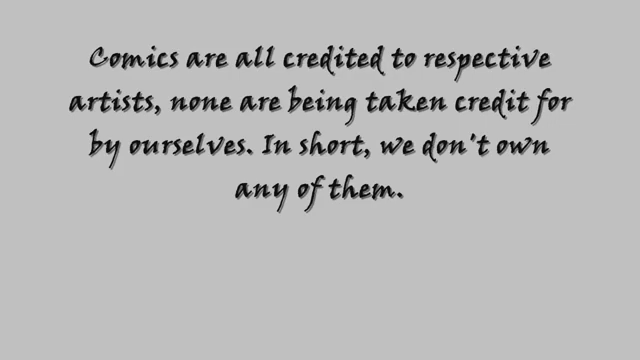 Comics are all credited to respective
artists, none are being taken credit for
by ourselves. In short, we don't own
any of them.